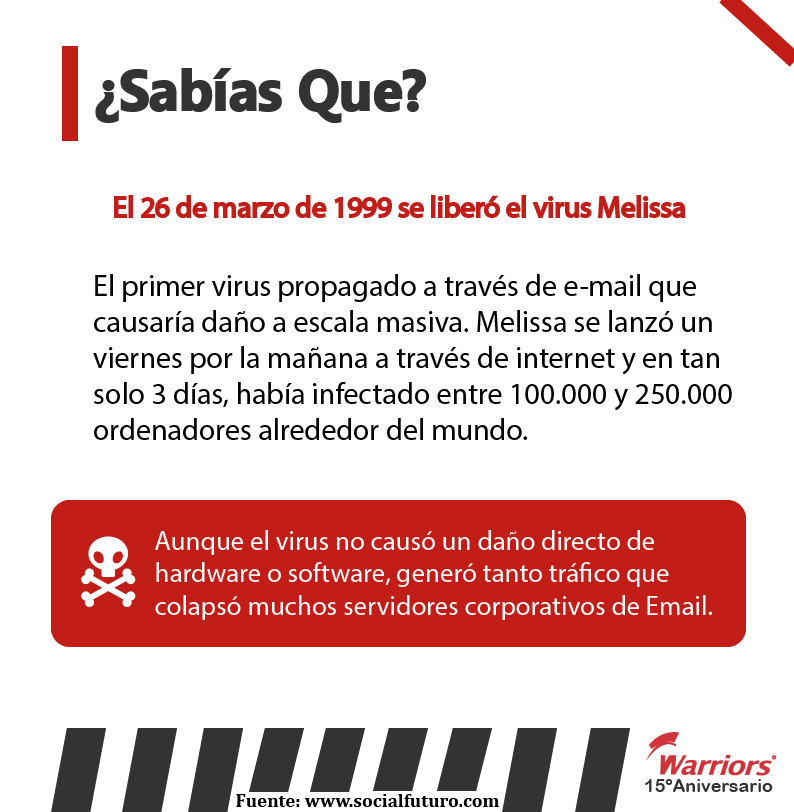 ¿Sabías Que?
El 26 de marzo de 1999 se liberó el virus Melissa
El primer virus propagado a través de e-mail que
causaría daño a escala masiva. Melissa se lanzó un
viernes por la mañana a través de internet y en tan
solo 3 días, había infectado entre 100.000 y 250.000
ordenadores alrededor del mundo.
Aunque el virus no causó un daño directo de
hardware o software, generó tanto tráfico que
colapsó muchos servidores corporativos de Email.
Warriors
15°Aniversario
Fuente: www.socialfuturo.com